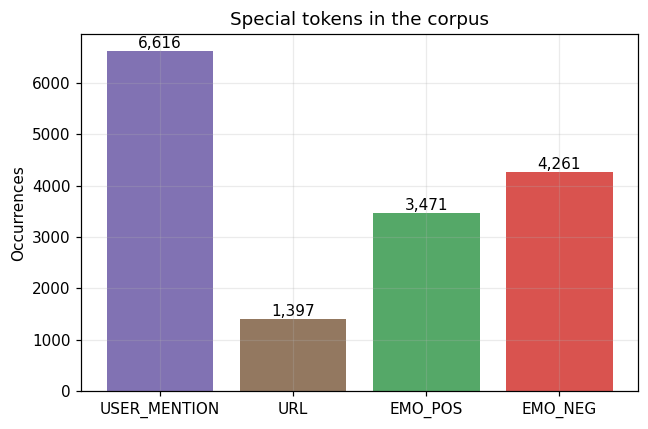 Special tokens in the corpus
Occurrences
6000
5000
4000
3000
2000
1000
0
6,616
1,397
3,471
4,261
USER_MENTION
URL
EMO_POS
EMO_NEG